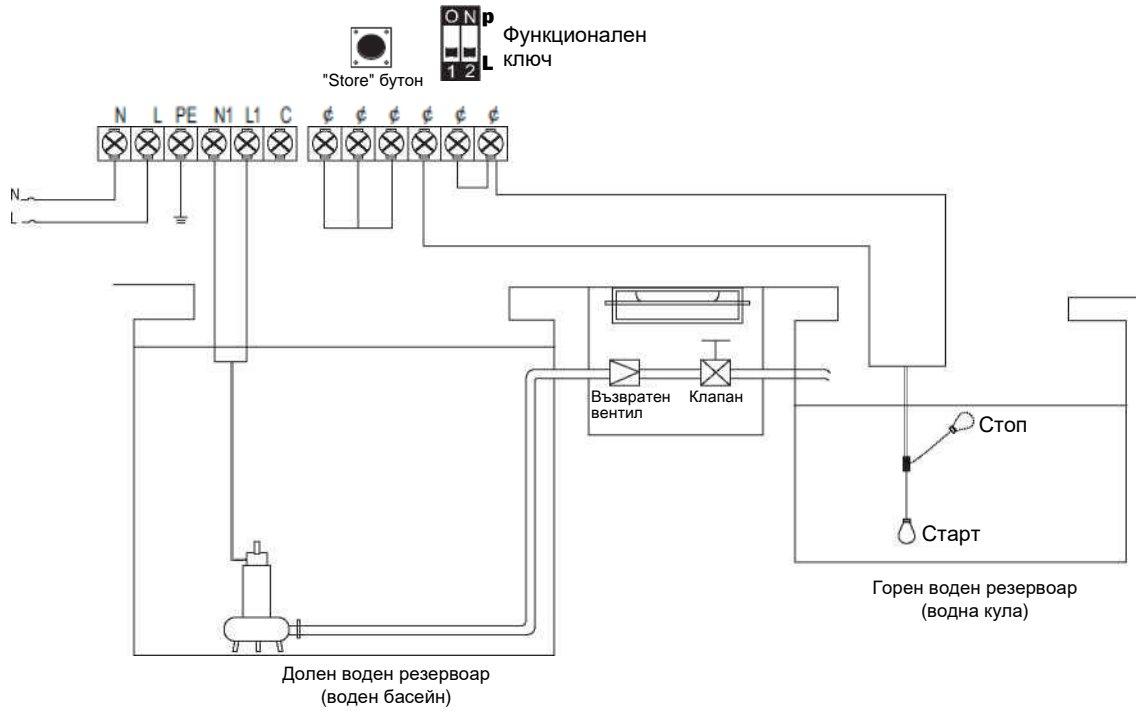 ON P
Функционален
ключ
L
1 2
"Store" бутон
N L PE N1 L1 C ¢ ¢ ¢ ¢ ¢ ¢
N
L
Възвратен
вентил
Клапан
Стоп
Старт
Горен воден резервоар
(водна кула)
Долен воден резервоар
(воден басейн)